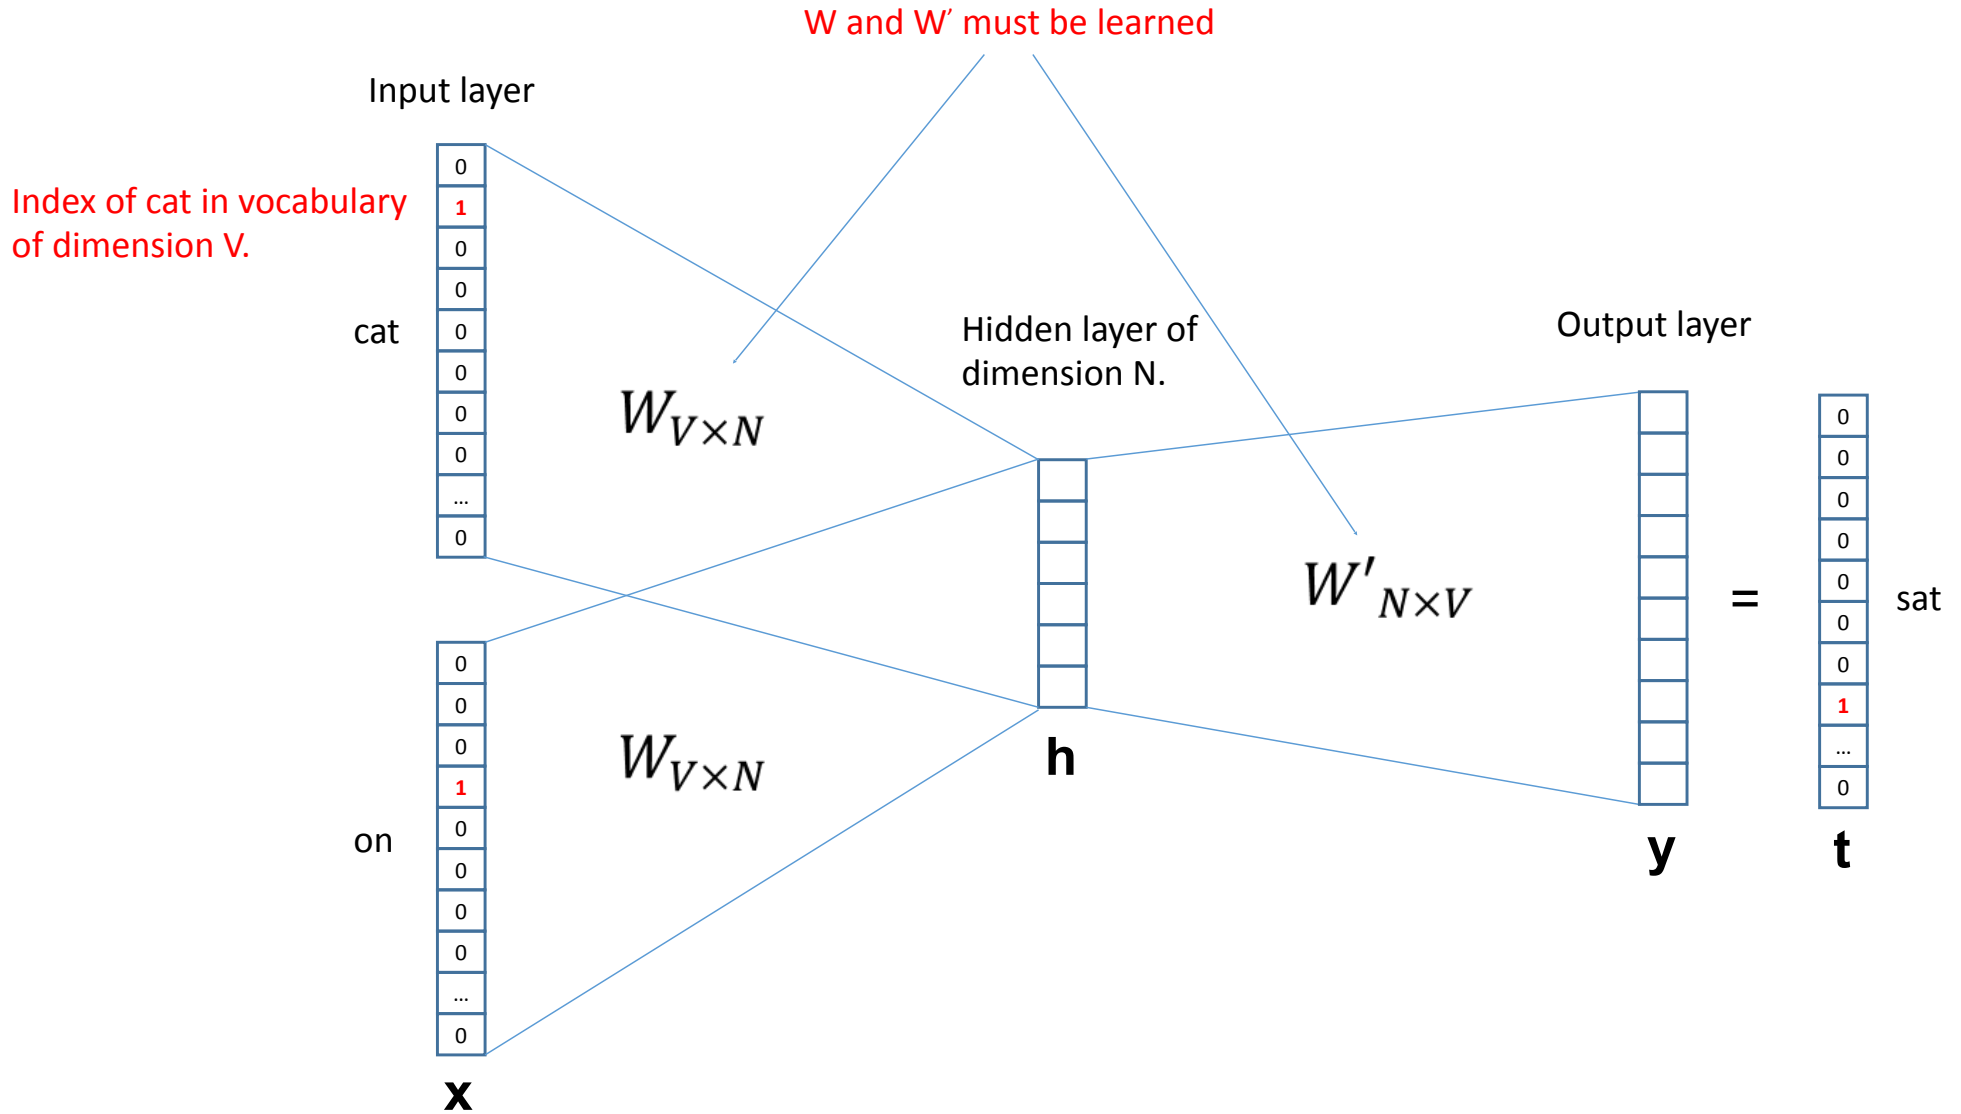 W and W’ must be learned
Input layer
Index of cat in vocabulary
of dimension V.
cat
0
1
0
0
0
0
0
0
...
0
W_{V×N}
on
0
0
0
1
0
0
0
0
...
0
x
W_{V×N}
Hidden layer of
dimension N.
h
W'_{N×V}
Output layer
y
=
0
0
0
0
0
0
0
1
...
0
t
sat